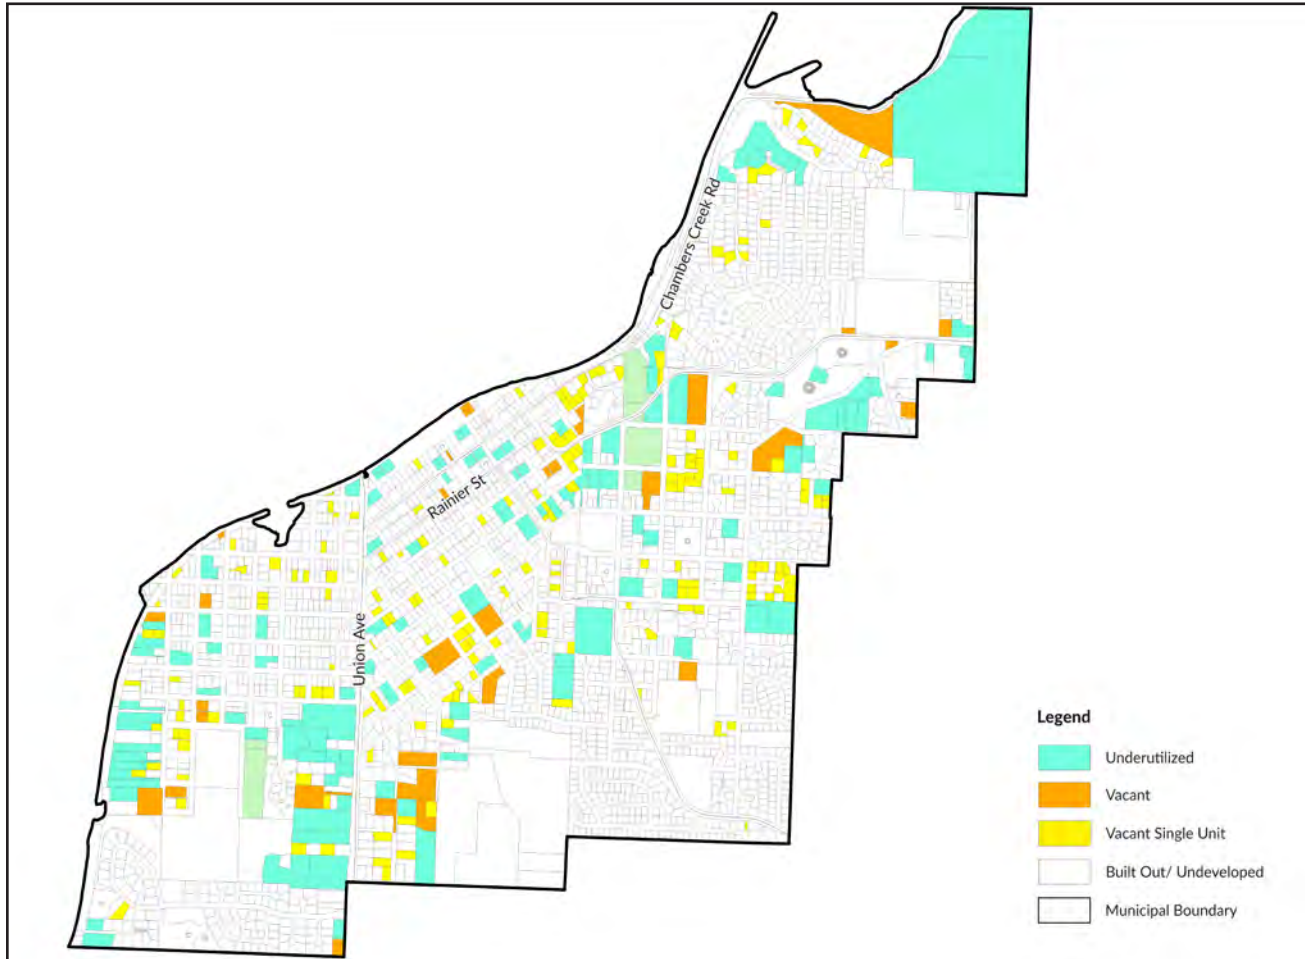 Chambers Creek Rd
Rainier St
Union Ave
Legend
Underutilized
Vacant
Vacant Single Unit
Built Out/ Undeveloped
Municipal Boundary